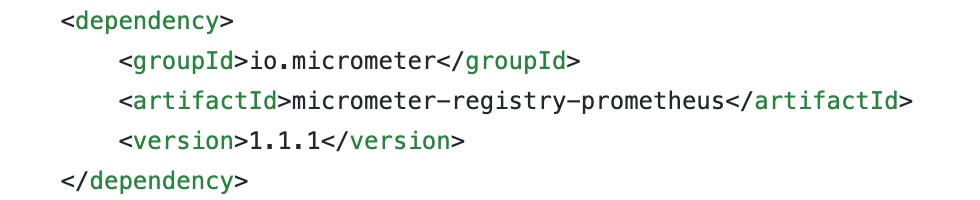 <dependency>
    <groupId>io.micrometer</groupId>
    <artifactId>micrometer-registry-prometheus</artifactId>
    <version>1.1.1</version>
</dependency>